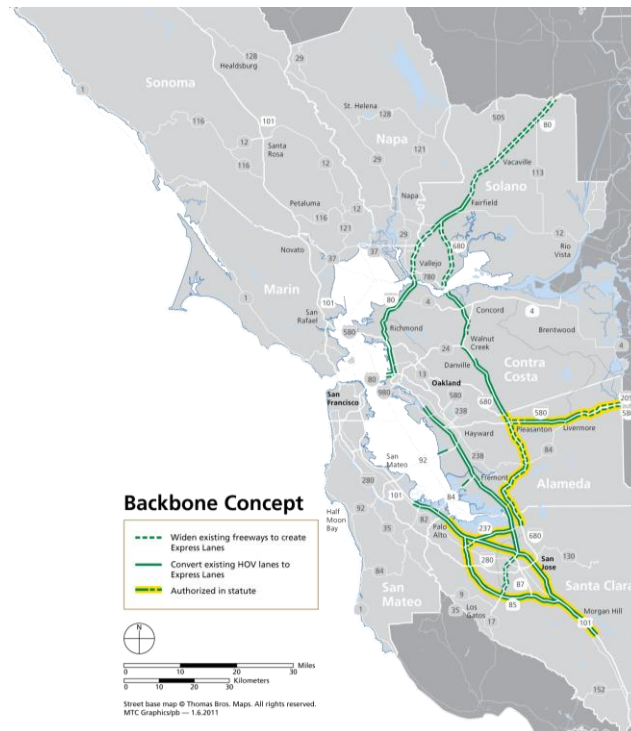 128
Healdsburg
29
Sonoma
1
128
St. Helena
128
Napa
505
80
101
116
12
Santa
Rosa
121
Vacaville
113
116
12
29
Solano
Petaluma
116
12
Napa
Fairfield
121
12
Rio
Vista
Novato
37
37
29
680
Vallejo
780
Marin
1
101
San
Rafael
80
4
Concord
4
Richmond
Brentwood
580
Walnut
Creek
24
4
Danville
Contra
Costa
13
Oakland
80
980
580
680
San
Francisco
238
580
205
580
Hayward
Pleasanton
Livermore
San
Mateo
92
238
84
280
Fremont
Alameda
101
84
Half
Moon
Bay
92
82
Palo
Alto
237
680
35
280
San
Jose
130
84
87
San
Mateo
9
85
Santa Clara
1
35
Los
Gatos
17
101
Morgan Hill
152
Backbone Concept
Widen existing freeways to create
Express Lanes
Convert existing HOV lanes to
Express Lanes
Authorized in statute
N
0 10 20 30 Miles
0 10 20 30 Kilometers
Street base map © Thomas Bros. Maps. All rights reserved.
MTC Graphics/pb — 1.6.2011